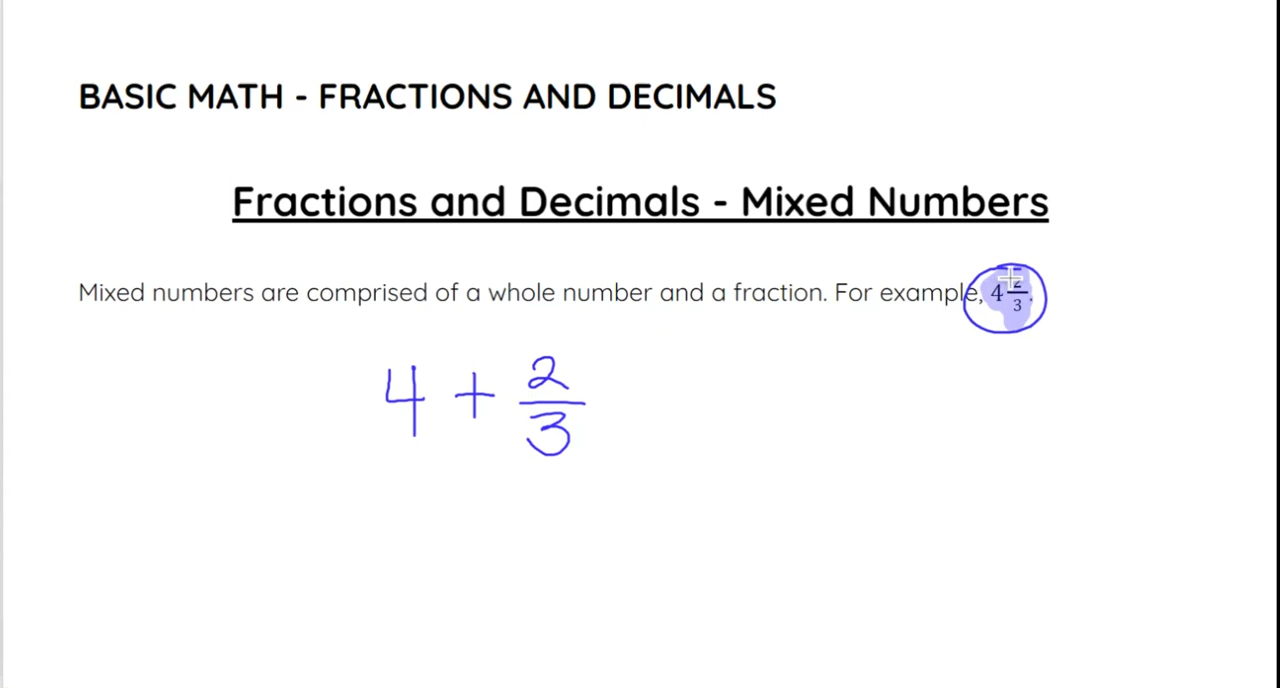 BASIC MATH - FRACTIONS AND DECIMALS
Fractions and Decimals - Mixed Numbers
Mixed numbers are comprised of a whole number and a fraction. For example, 4 2/3.
4 + 2/3